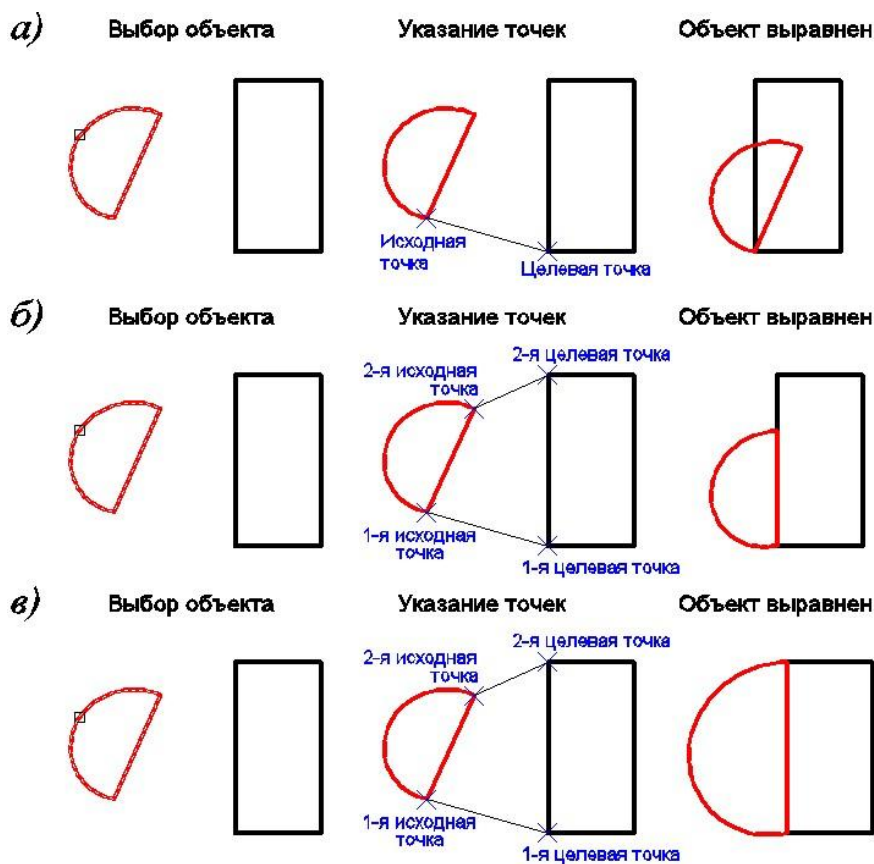 а) Выбор объекта Указание точек Объект выравнен
Исходная
точка
Целевая точка
б) Выбор объекта Указание точек Объект выравнен
2-я целевая точка
2-я исходная
точка
1-я исходная
точка
1-я целевая точка
в) Выбор объекта Указание точек Объект выравнен
2-я целевая точка
2-я исходная
точка
1-я исходная
точка
1-я целевая точка